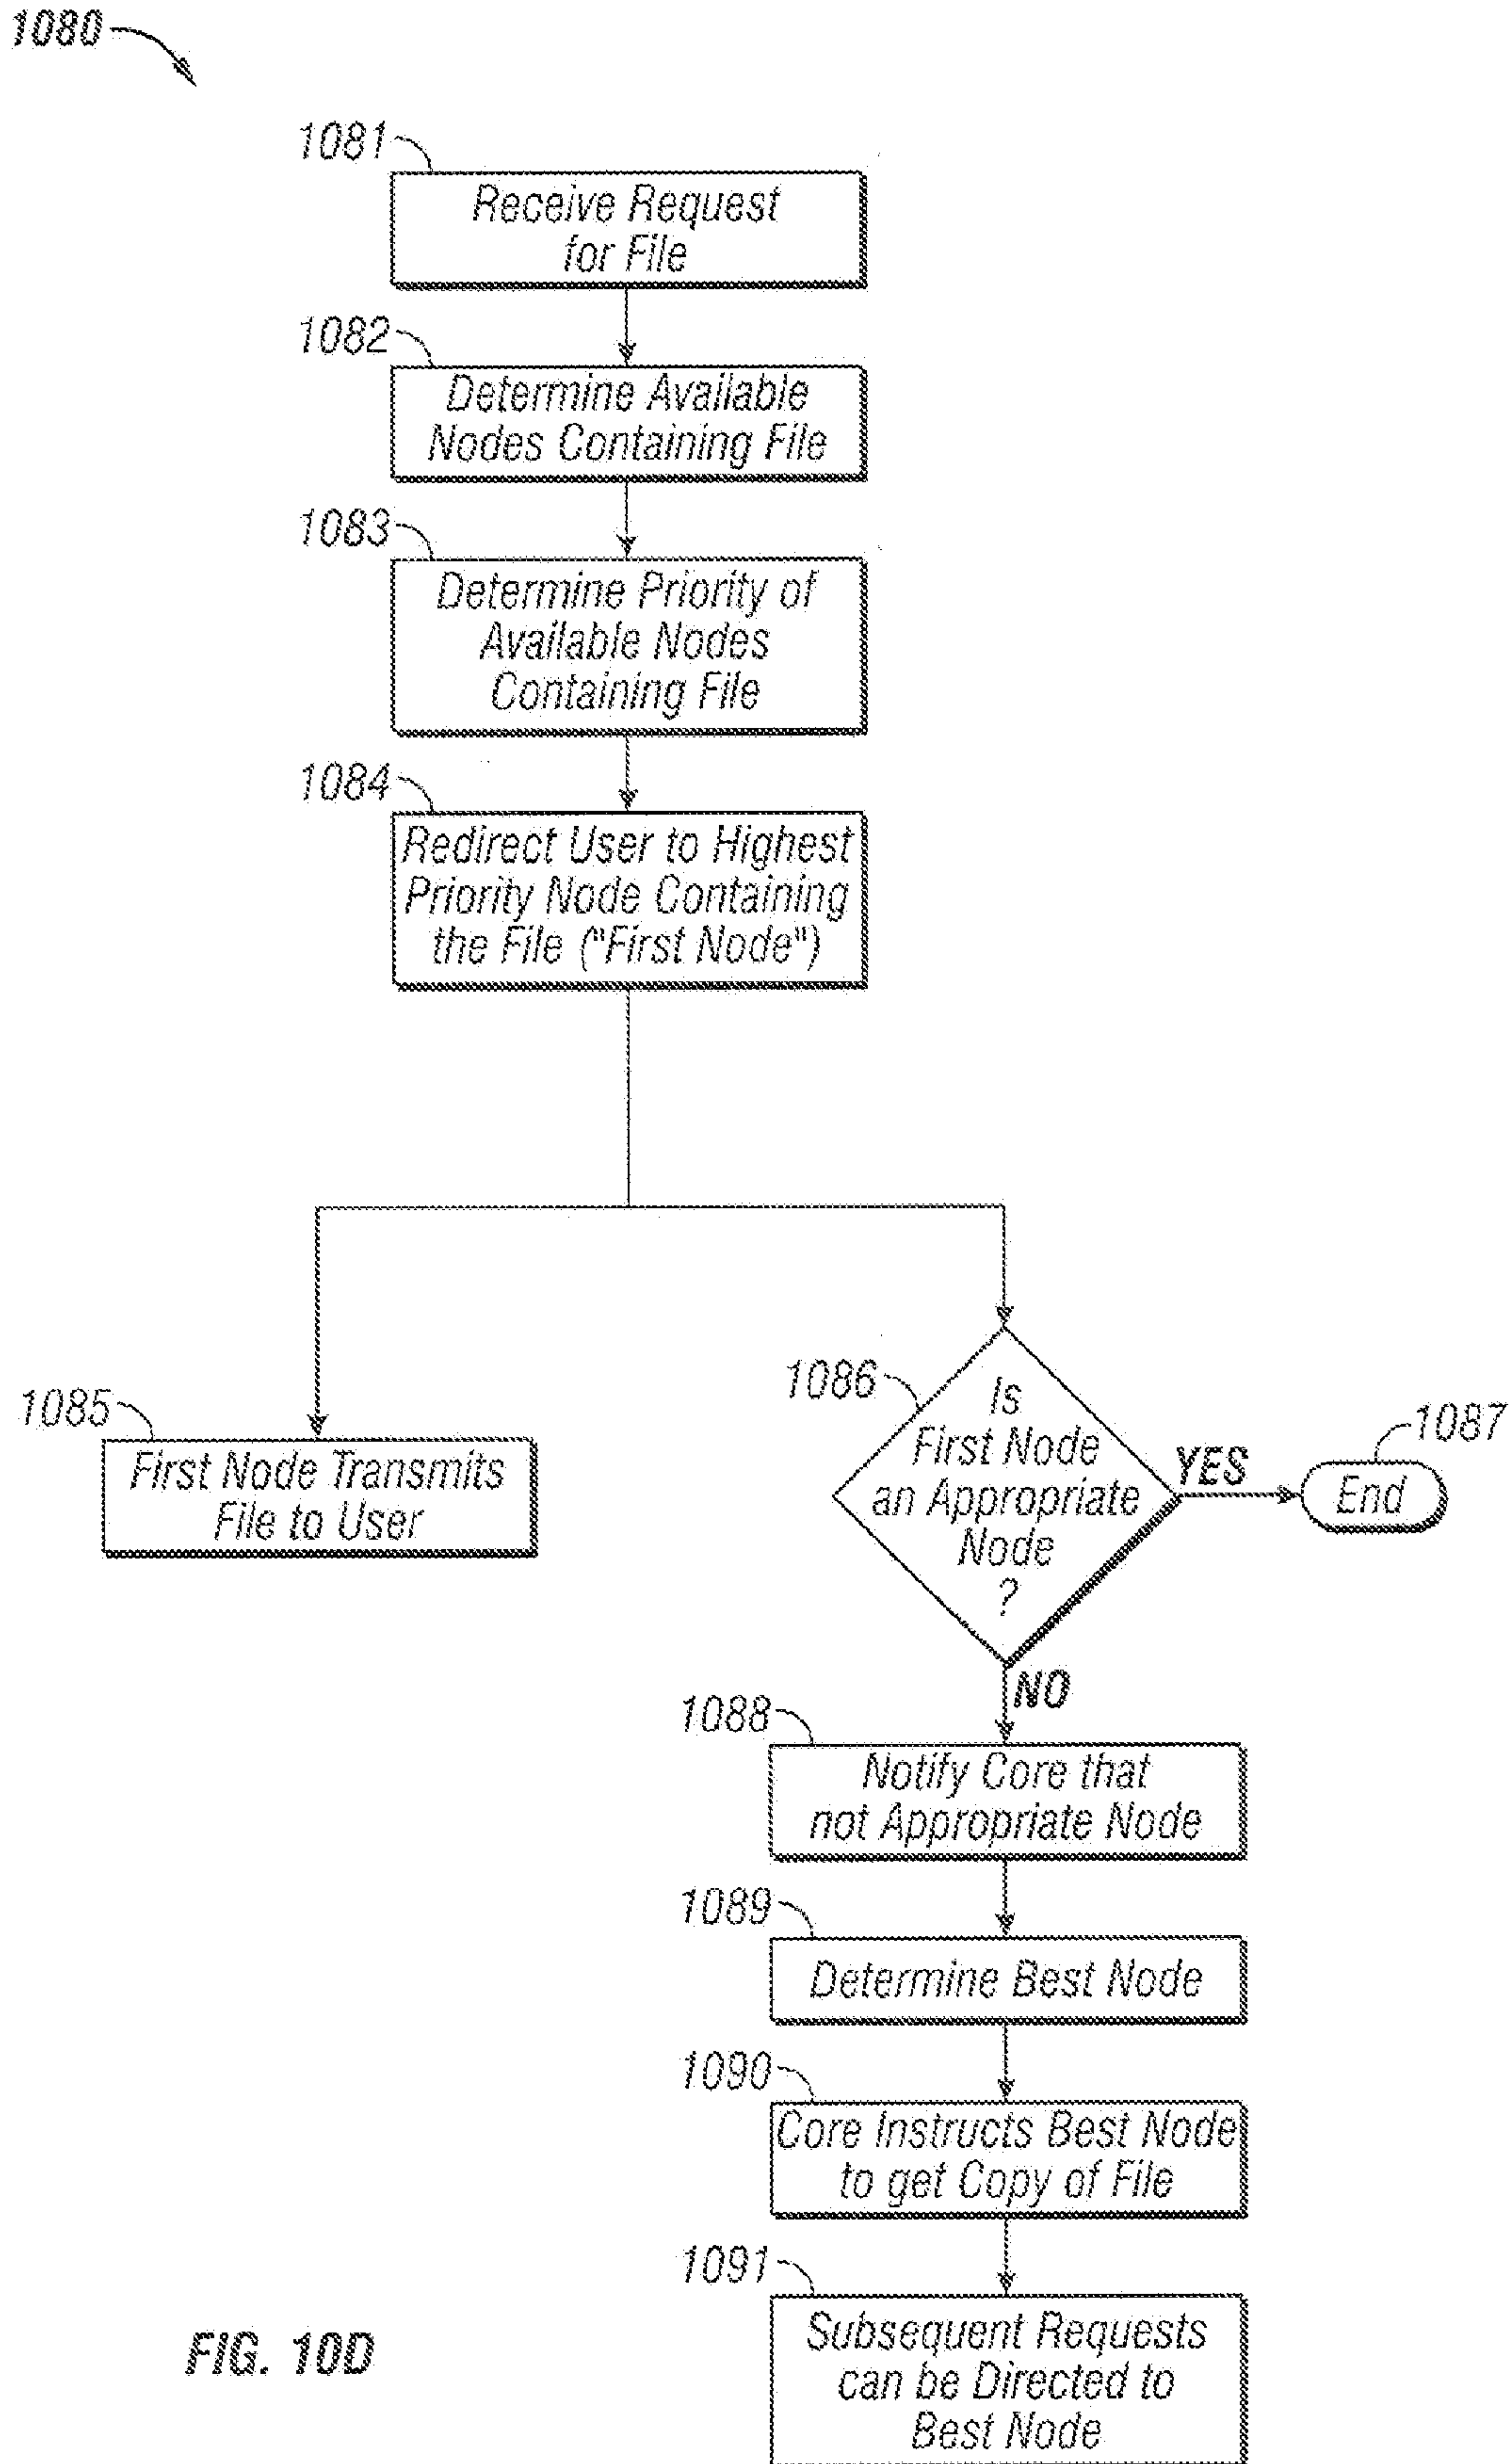 1080
1081
Receive Request
for File
1082
Determine Available
Nodes Containing File
1083
Determine Priority of
Available Nodes
Containing File
1084
Redirect User to Highest
Priority Node Containing
the File ("First Node")
1085
First Node Transmits
File to User
1086
Is
First Node
an Appropriate
Node
?
YES
1087
End
NO
1088
Notify Core that
not Appropriate Node
1089
Determine Best Node
1090
Core Instructs Best Node
to get Copy of File
1091
Subsequent Requests
can be Directed to
Best Node
FIG. 10D